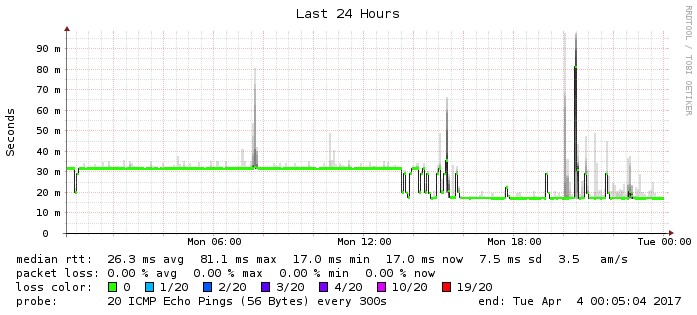 Last 24 Hours
RRDTOOL / TOBI OETIKER
Seconds
90 m
80 m
70 m
60 m
50 m
40 m
30 m
20 m
10 m
0
Mon 06:00 Mon 12:00 Mon 18:00 Tue 00:00
median rtt: 26.3 ms avg 81.1 ms max 17.0 ms min 17.0 ms now 7.5 ms sd 3.5 am/s
packet loss: 0.00 % avg 0.00 % max 0.00 % min 0.00 % now
loss color: 0 1/20 2/20 3/20 4/20 10/20 19/20
probe: 20 ICMP Echo Pings (56 Bytes) every 300s end: Tue Apr 4 00:05:04 2017